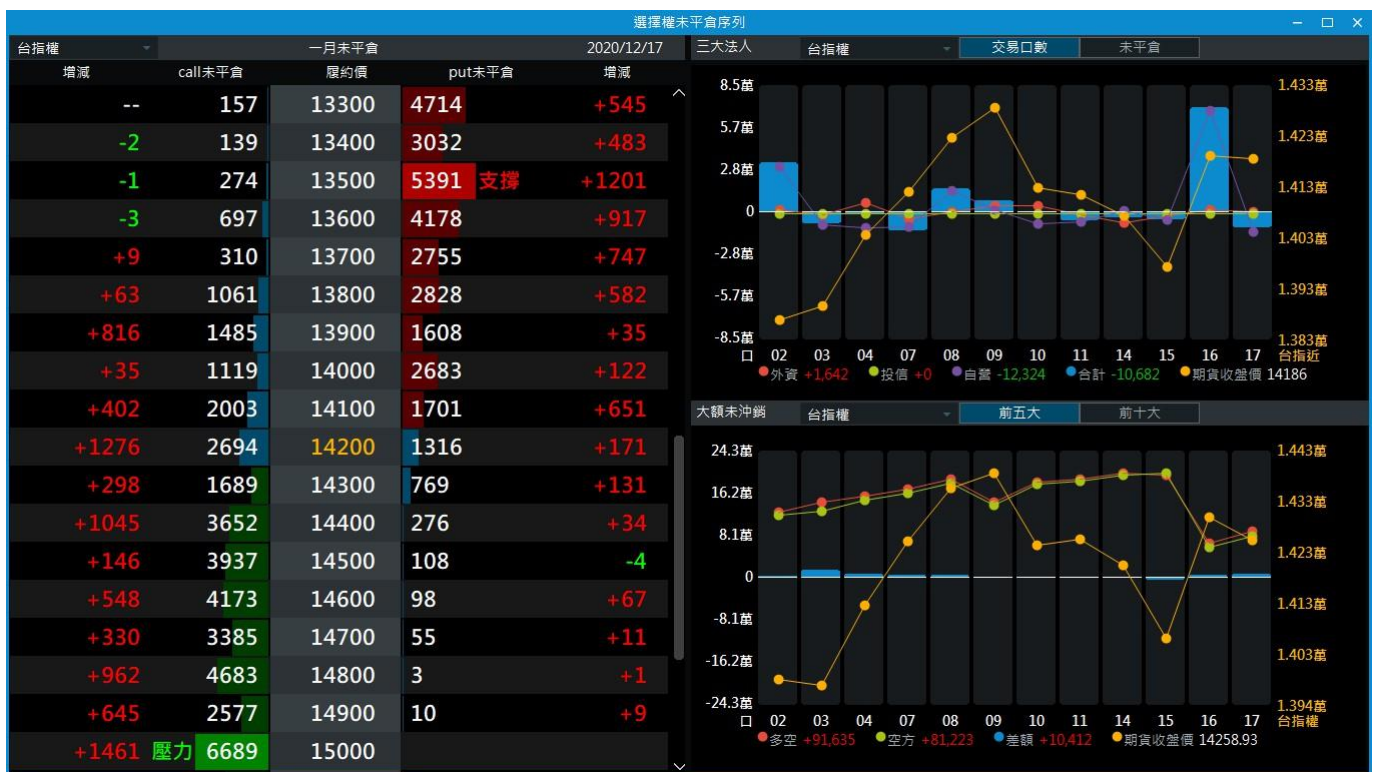 選擇權未平倉序列
台指權 一月未平倉 2020/12/17
增減 call未平倉 履約價 put未平倉 增減
-- 157 13300 4714 +545
-2 139 13400 3032 +483
-1 274 13500 5391 支撐 +1201
-3 697 13600 4178 +917
+9 310 13700 2755 +747
+63 1061 13800 2828 +582
+816 1485 13900 1608 +35
+35 1119 14000 2683 +122
+402 2003 14100 1701 +651
+1276 2694 14200 1316 +171
+298 1689 14300 769 +131
+1045 3652 14400 276 +34
+146 3937 14500 108 -4
+548 4173 14600 98 +67
+330 3385 14700 55 +11
+962 4683 14800 3 +1
+645 2577 14900 10 +9
+1461 壓力 6689 15000
三大法人 台指權 交易口數 未平倉
8.5萬 1.433萬
5.7萬 1.423萬
2.8萬 1.413萬
0
-2.8萬 1.403萬
-5.7萬 1.393萬
-8.5萬 1.383萬
口 02 03 04 07 08 09 10 11 14 15 16 17 台指近
外資 +1,642 投信 +0 自營 -12,324 合計 -10,682 期貨收盤價 14186
大額未沖銷 台指權 前五大 前十大
24.3萬 1.443萬
16.2萬 1.433萬
8.1萬 1.423萬
0
-8.1萬 1.413萬
-16.2萬 1.403萬
-24.3萬 1.394萬
口 02 03 04 07 08 09 10 11 14 15 16 17 台指權
多空 +91,635 空方 +81,223 差額 +10,412 期貨收盤價 14258.93